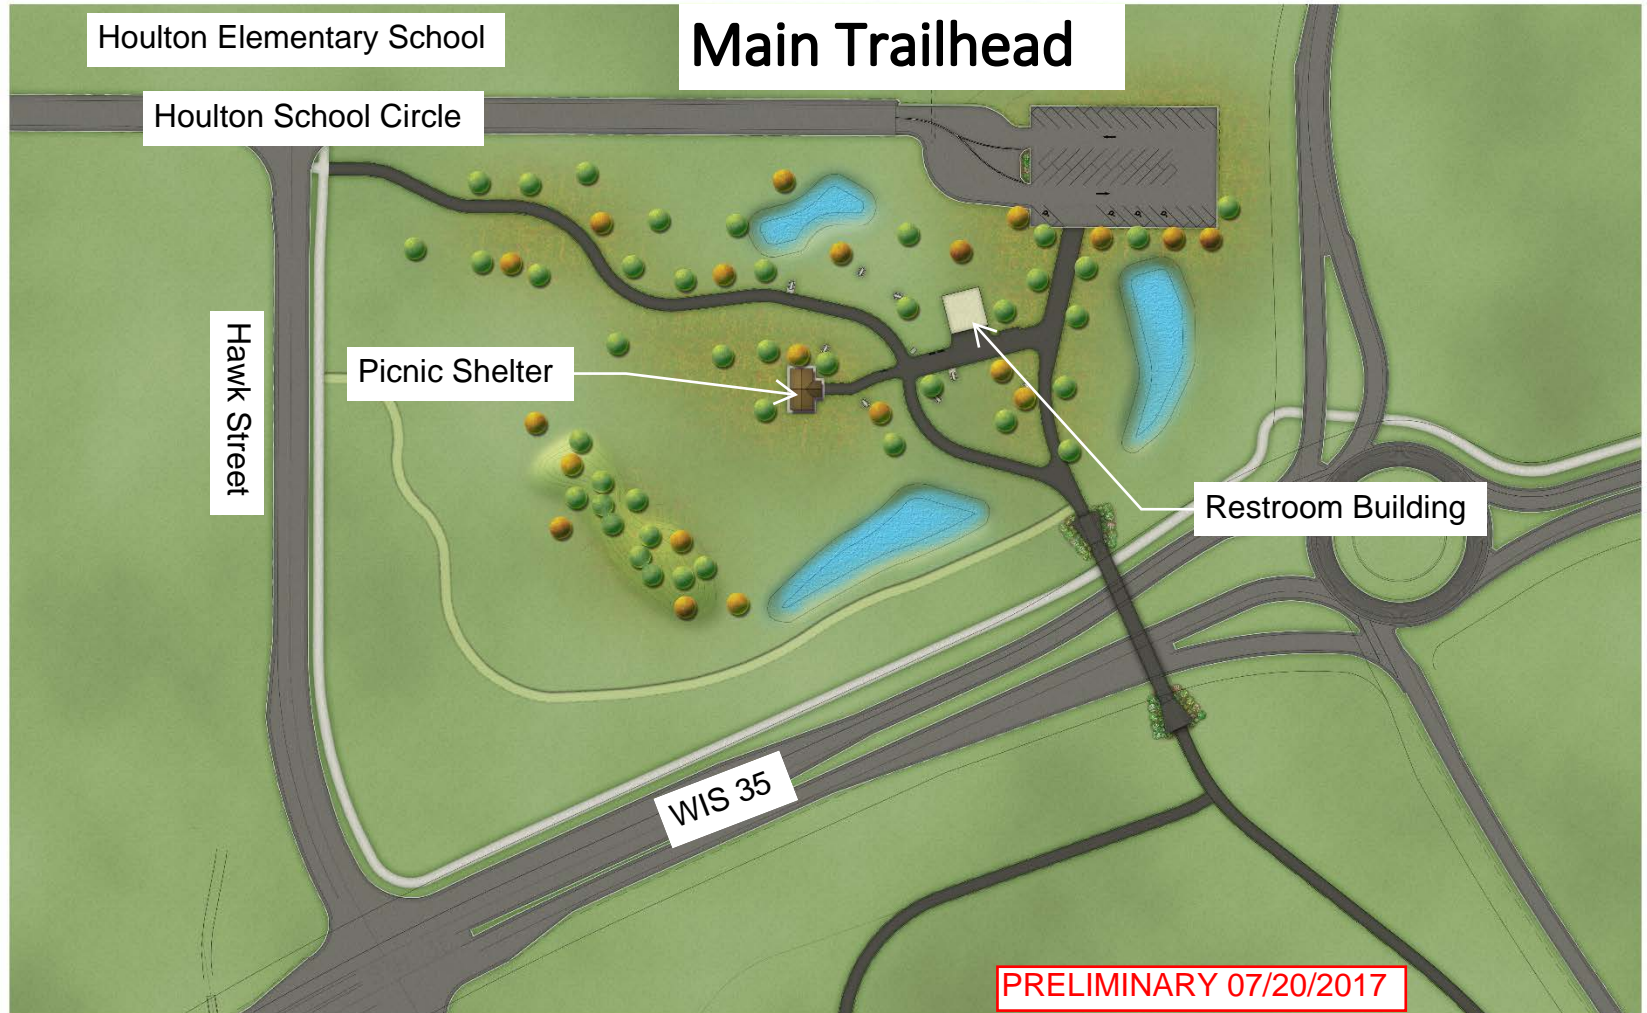 Houlton Elementary School
Main Trailhead
Houlton School Circle
Hawk Street
Picnic Shelter
Restroom Building
WIS 35
PRELIMINARY 07/20/2017